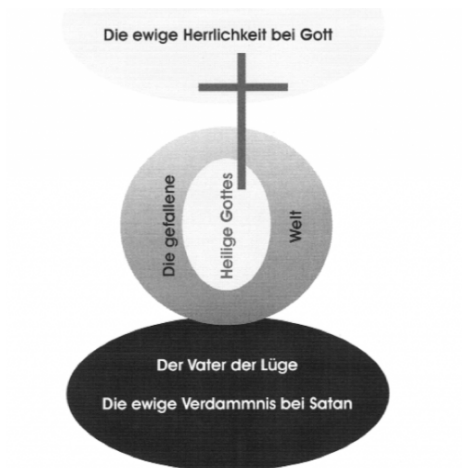 Die ewige Herrlichkeit bei Gott
Die gefallene
Heilige Gottes
Welt
Der Vater der Lüge
Die ewige Verdammnis bei Satan